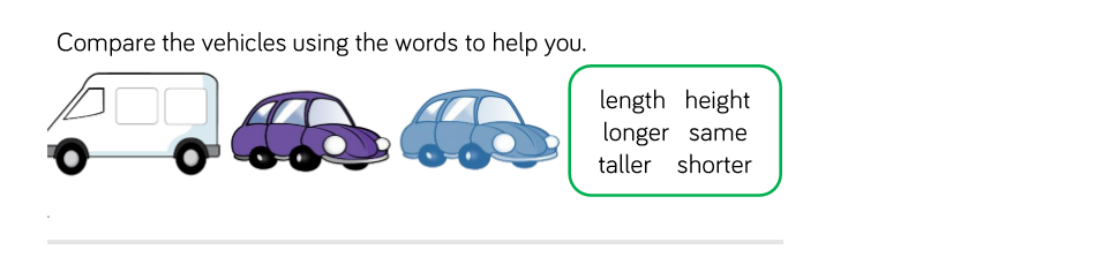 Compare the vehicles using the words to help you.
length height
longer same
taller shorter